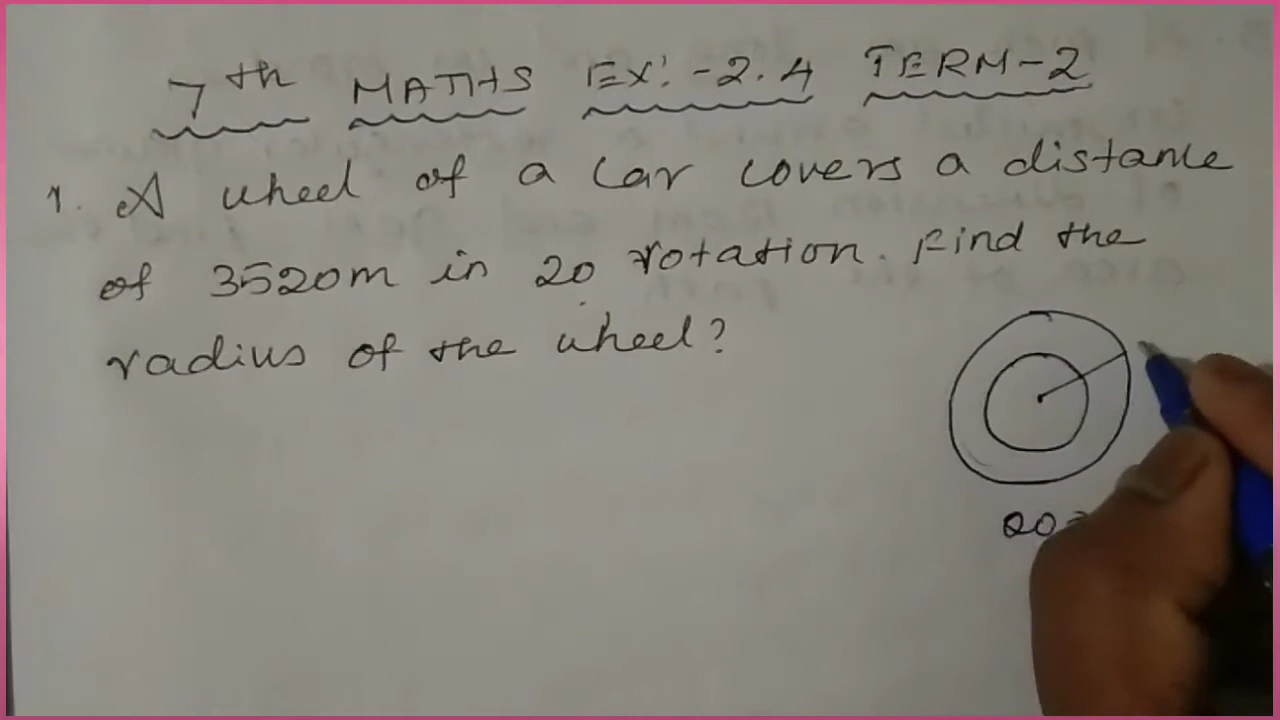 7th MATHS EX:-2.4 TERM-2
1. A wheel of a car covers a distance
of 3520m in 20 rotation. Find the
radius of the wheel?
20